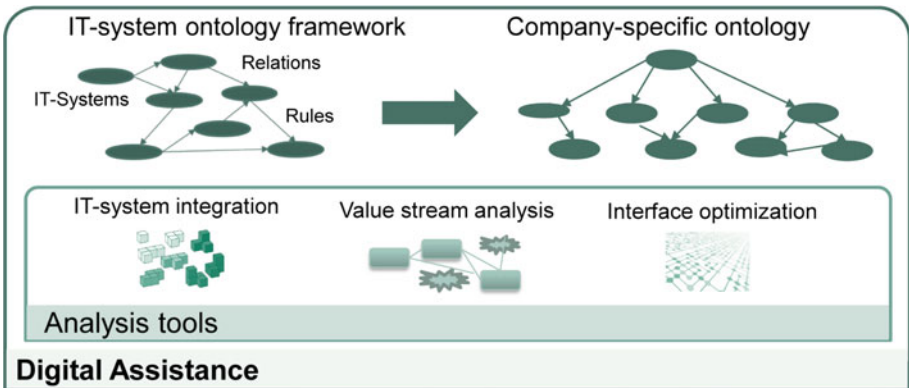 IT-system ontology framework
Company-specific ontology
Relations
IT-Systems
Rules
IT-system integration
Value stream analysis
Interface optimization
Analysis tools
Digital Assistance